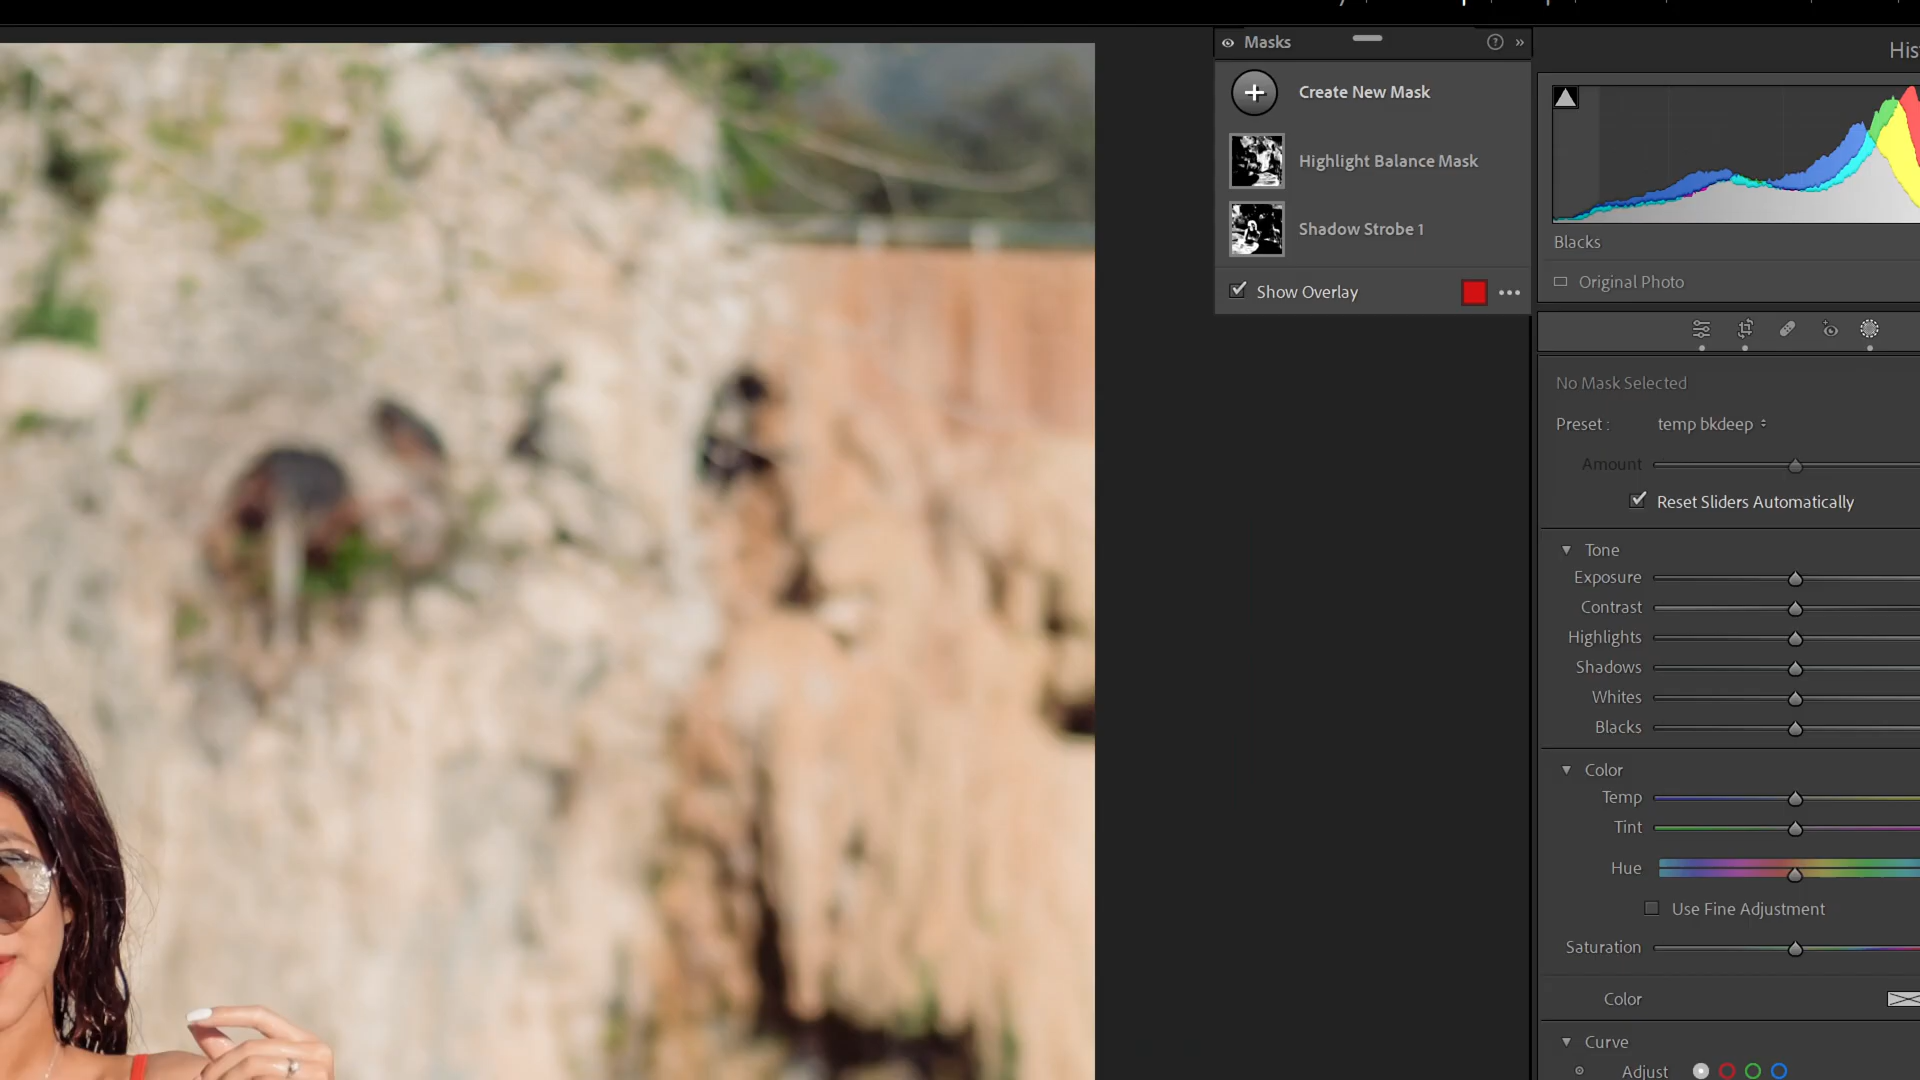 Masks
Create New Mask
Highlight Balance Mask
Shadow Strobe 1
Show Overlay
Blacks
Original Photo
No Mask Selected
Preset : temp bkdeep
Amount
Reset Sliders Automatically
Tone
Exposure
Contrast
Highlights
Shadows
Whites
Blacks
Color
Temp
Tint
Hue
Use Fine Adjustment
Saturation
Color
Curve
Adjust